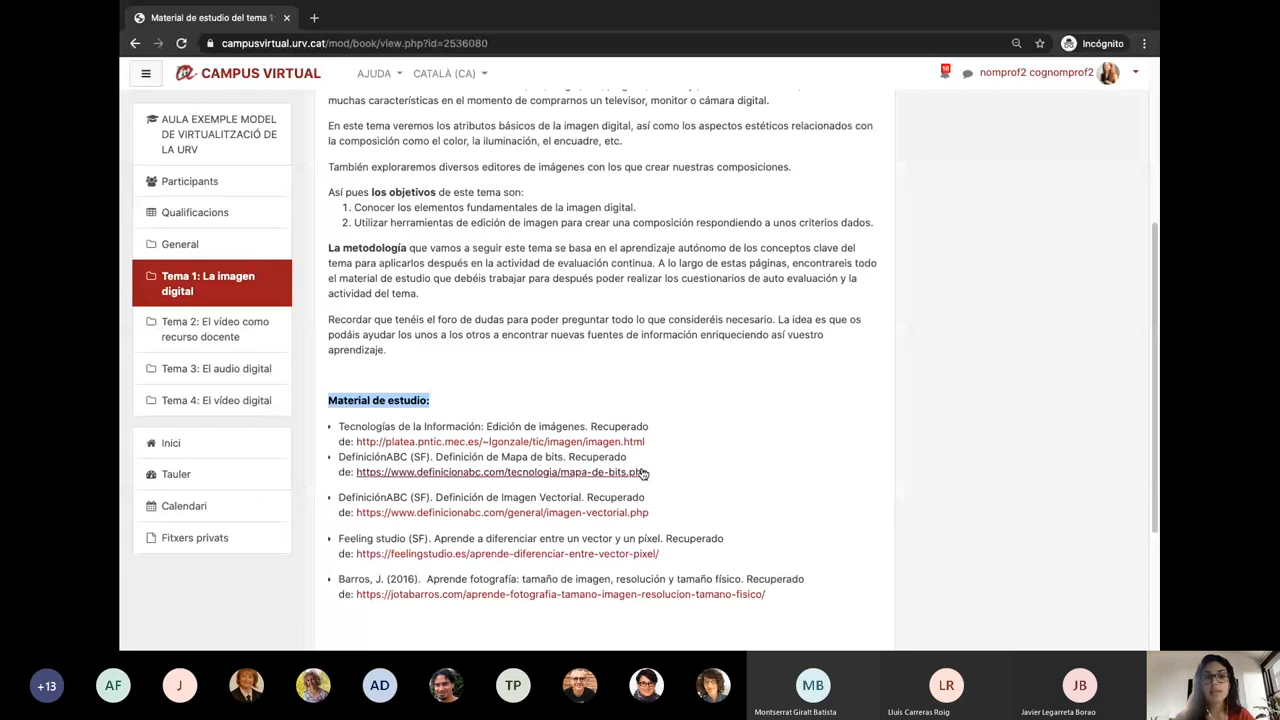 Material del estudio del tema 1
campusvirtual.urv.cat/mod/book/view.php?id=2536080
Incógnito
CAMPUS VIRTUAL
AJUDA
CATALÀ (CA)
16
nomprof2 cognomprof2
AULA EXEMPLE MODEL
DE VIRTUALITZACIÓ DE
LA URV
Participants
Qualificacions
General
Tema 1: La imagen
digital
Tema 2: El vídeo como
recurso docente
Tema 3: El audio digital
Tema 4: El vídeo digital
Inici
Tauler
Calendari
Fitxers privats
muchas características en el momento de comprarnos un televisor, monitor o cámara digital.
En este tema veremos los atributos básicos de la imagen digital, así como los aspectos estéticos relacionados con
la composición como el color, la iluminación, el encuadre, etc.
También exploraremos diversos editores de imágenes con los que crear nuestras composiciones.
Así pues los objetivos de este tema son:
1. Conocer los elementos fundamentales de la imagen digital.
2. Utilizar herramientas de edición de imagen para crear una composición respondiendo a unos criterios dados.
La metodología que vamos a seguir este tema se basa en el aprendizaje autónomo de los conceptos clave del
tema para aplicarlos después en la actividad de evaluación continua. A lo largo de estas páginas, encontrareis todo
el material de estudio que debéis trabajar para después poder realizar los cuestionarios de auto evaluación y la
actividad del tema.
Recordar que tenéis el foro de dudas para poder preguntar todo lo que consideréis necesario. La idea es que os
podáis ayudar los unos a los otros a encontrar nuevas fuentes de información enriqueciendo así vuestro
aprendizaje.
Material de estudio:
Tecnologías de la Información: Edición de imágenes. Recuperado
de: http://platea.pntic.mec.es/~lgonzale/tic/imagen/imagen.html
DefiniciónABC (SF). Definición de Mapa de bits. Recuperado
de: https://www.definicionabc.com/tecnologia/mapa-de-bits.php
DefiniciónABC (SF). Definición de Imagen Vectorial. Recuperado
de: https://www.definicionabc.com/general/imagen-vectorial.php
Feeling studio (SF). Aprende a diferenciar entre un vector y un píxel. Recuperado
de: https://feelingstudio.es/aprende-diferenciar-entre-vector-pixel/
Barros, J. (2016). Aprende fotografía: tamaño de imagen, resolución y tamaño físico. Recuperado
de: https://jotabarros.com/aprende-fotografia-tamano-imagen-resolucion-tamano-fisico/
+13
AF
J
AD
TP
MB
LR
JB
Montserrat Giralt Batista
Lluís Carreras Roig
Javier Legarreta Borao